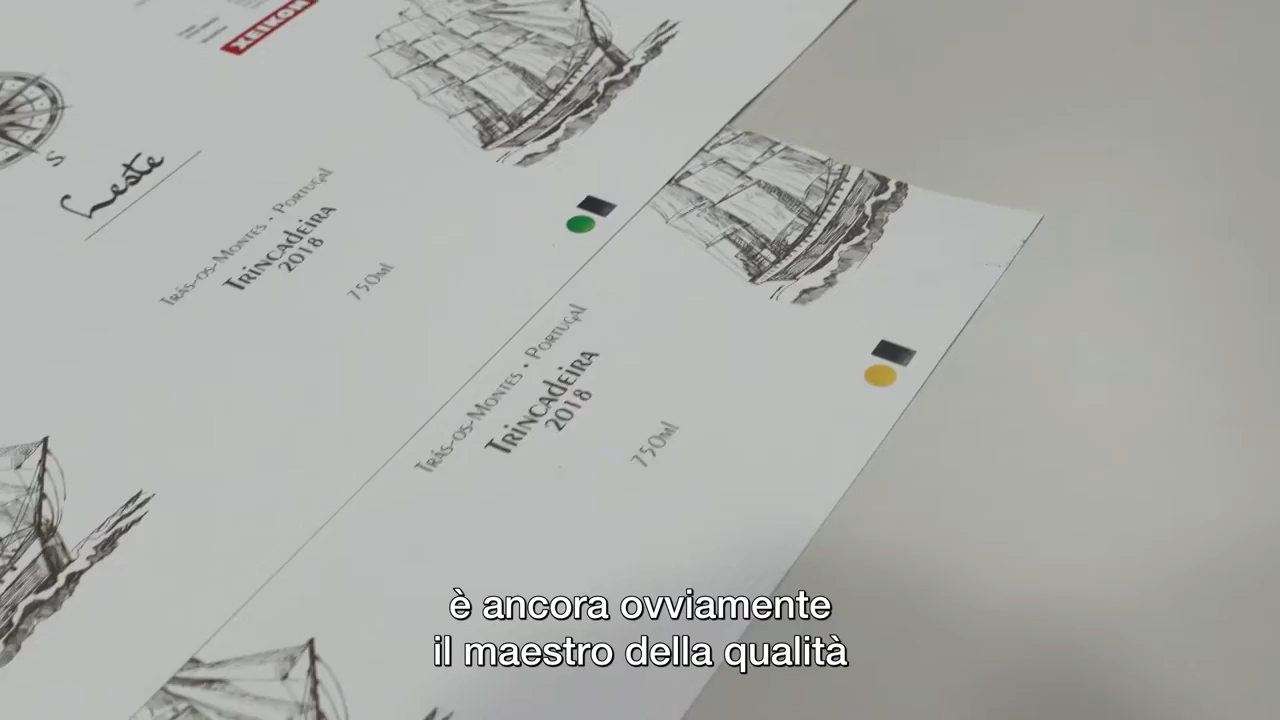 XEIKON
S
Leste
TRÁS-OS-MONTES • PORTUGAL
TRINCADEIRA
2018
750ml
TRÁS-OS-MONTES • PORTUGAL
TRINCADEIRA
2018
750ml
è ancora ovviamente
il maestro della qualità